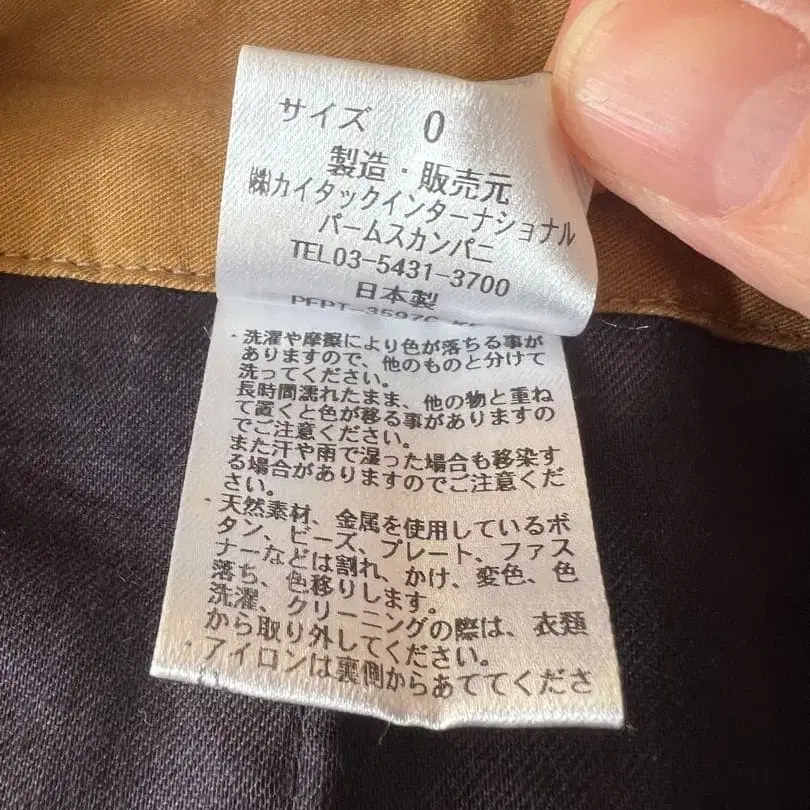 サイズ 0
製造・販売元
㈱カイタックインターナショナル
パームスカンパニ
TEL03-5431-3700
日本製
・洗濯や摩擦により色が落ちる事が
ありますので、他のものと分けて
洗ってください。
長時間濡れたまま、他の物と重ね
て置くと色が移る事がありますの
でご注意ください。
また汗や雨で湿った場合も移染す
る場合がありますのでご注意くだ
さい。
・天然素材、金属を使用しているボ
タン、ビーズ、プレート、ファス
ナーなどは割れ、かけ、変色、色
落ち、色移りします。
洗濯、クリーニングの際は、衣類
から取り外してください。
・アイロンは裏側からあててくださ